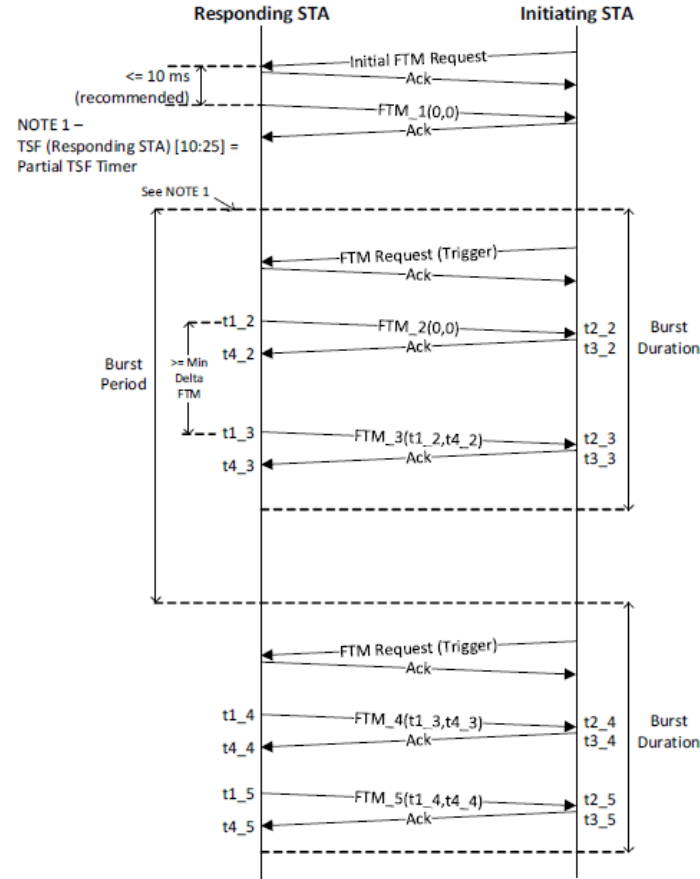 Responding STA
Initiating STA
Initial FTM Request
Ack
<= 10 ms
(recommended)
FTM_1(0,0)
Ack
NOTE 1 –
TSF (Responding STA) [10:25] =
Partial TSF Timer
See NOTE 1
FTM Request (Trigger)
Ack
t1_2
FTM_2(0,0)
t2_2
t4_2
Ack
t3_2
Burst
Duration
Burst
Period
>= Min
Delta
FTM
t1_3
FTM_3(t1_2,t4_2)
t2_3
t4_3
Ack
t3_3
FTM Request (Trigger)
Ack
t1_4
FTM_4(t1_3,t4_3)
t2_4
t4_4
Ack
t3_4
Burst
Duration
t1_5
FTM_5(t1_4,t4_4)
t2_5
t4_5
Ack
t3_5